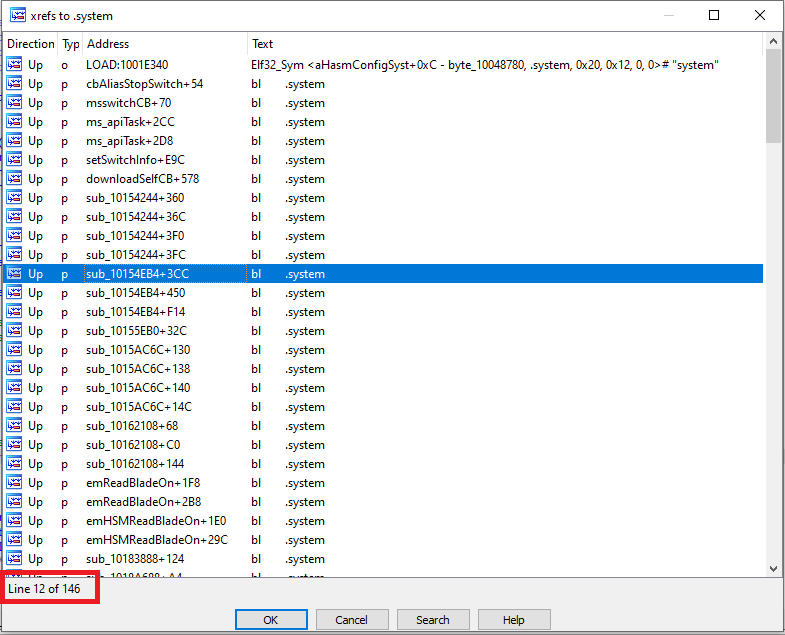 xrefs to .system
Direction Typ Address Text
Up o LOAD:1001E340 Elf32_Sym <aHasmConfigSyst+0xC - byte_10048780, .system, 0x20, 0x12, 0, 0># "system"
Up p cbAliasStopSwitch+54 bl .system
Up p msswitchCB+70 bl .system
Up p ms_apiTask+2CC bl .system
Up p ms_apiTask+2D8 bl .system
Up p setSwitchInfo+E9C bl .system
Up p downloadSelfCB+578 bl .system
Up p sub_10154244+360 bl .system
Up p sub_10154244+36C bl .system
Up p sub_10154244+3F0 bl .system
Up p sub_10154244+3FC bl .system
Up p sub_10154EB4+3CC bl .system
Up p sub_10154EB4+450 bl .system
Up p sub_10154EB4+F14 bl .system
Up p sub_10155EB0+32C bl .system
Up p sub_1015AC6C+130 bl .system
Up p sub_1015AC6C+138 bl .system
Up p sub_1015AC6C+140 bl .system
Up p sub_1015AC6C+14C bl .system
Up p sub_10162108+68 bl .system
Up p sub_10162108+C0 bl .system
Up p sub_10162108+144 bl .system
Up p emReadBladeOn+1F8 bl .system
Up p emReadBladeOn+2B8 bl .system
Up p emHSMReadBladeOn+1E0 bl .system
Up p emHSMReadBladeOn+29C bl .system
Up p sub_10183888+124 bl .system
Line 12 of 146
OK Cancel Search Help